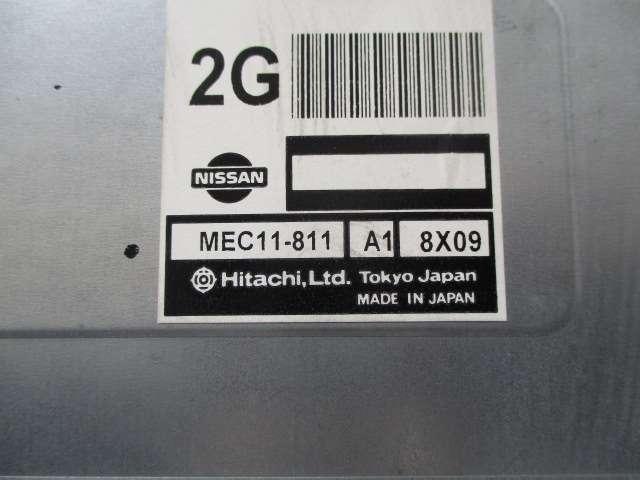 2G
NISSAN
MEC11-811 A1 8X09
Hitachi, Ltd. Tokyo Japan
MADE IN JAPAN